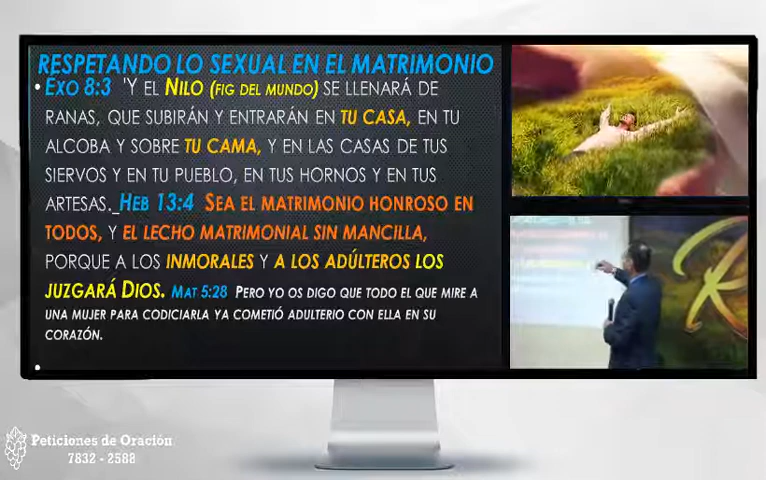 RESPETANDO LO SEXUAL EN EL MATRIMONIO
• ÉXO 8:3 'Y EL NILO (FIG DEL MUNDO) SE LLENARÁ DE
RANAS, QUE SUBIRÁN Y ENTRARÁN EN TU CASA, EN TU
ALCOBA Y SOBRE TU CAMA, Y EN LAS CASAS DE TUS
SIERVOS Y EN TU PUEBLO, EN TUS HORNOS Y EN TUS
ARTESAS._HEB 13:4 SEA EL MATRIMONIO HONROSO EN
TODOS, Y EL LECHO MATRIMONIAL SIN MANCILLA,
PORQUE A LOS INMORALES Y A LOS ADÚLTEROS LOS
JUZGARÁ DIOS. MAT 5:28 PERO YO OS DIGO QUE TODO EL QUE MIRE A
UNA MUJER PARA CODICIARLA YA COMETIÓ ADULTERIO CON ELLA EN SU
CORAZÓN.
•
Peticiones de Oración
7832 - 2588